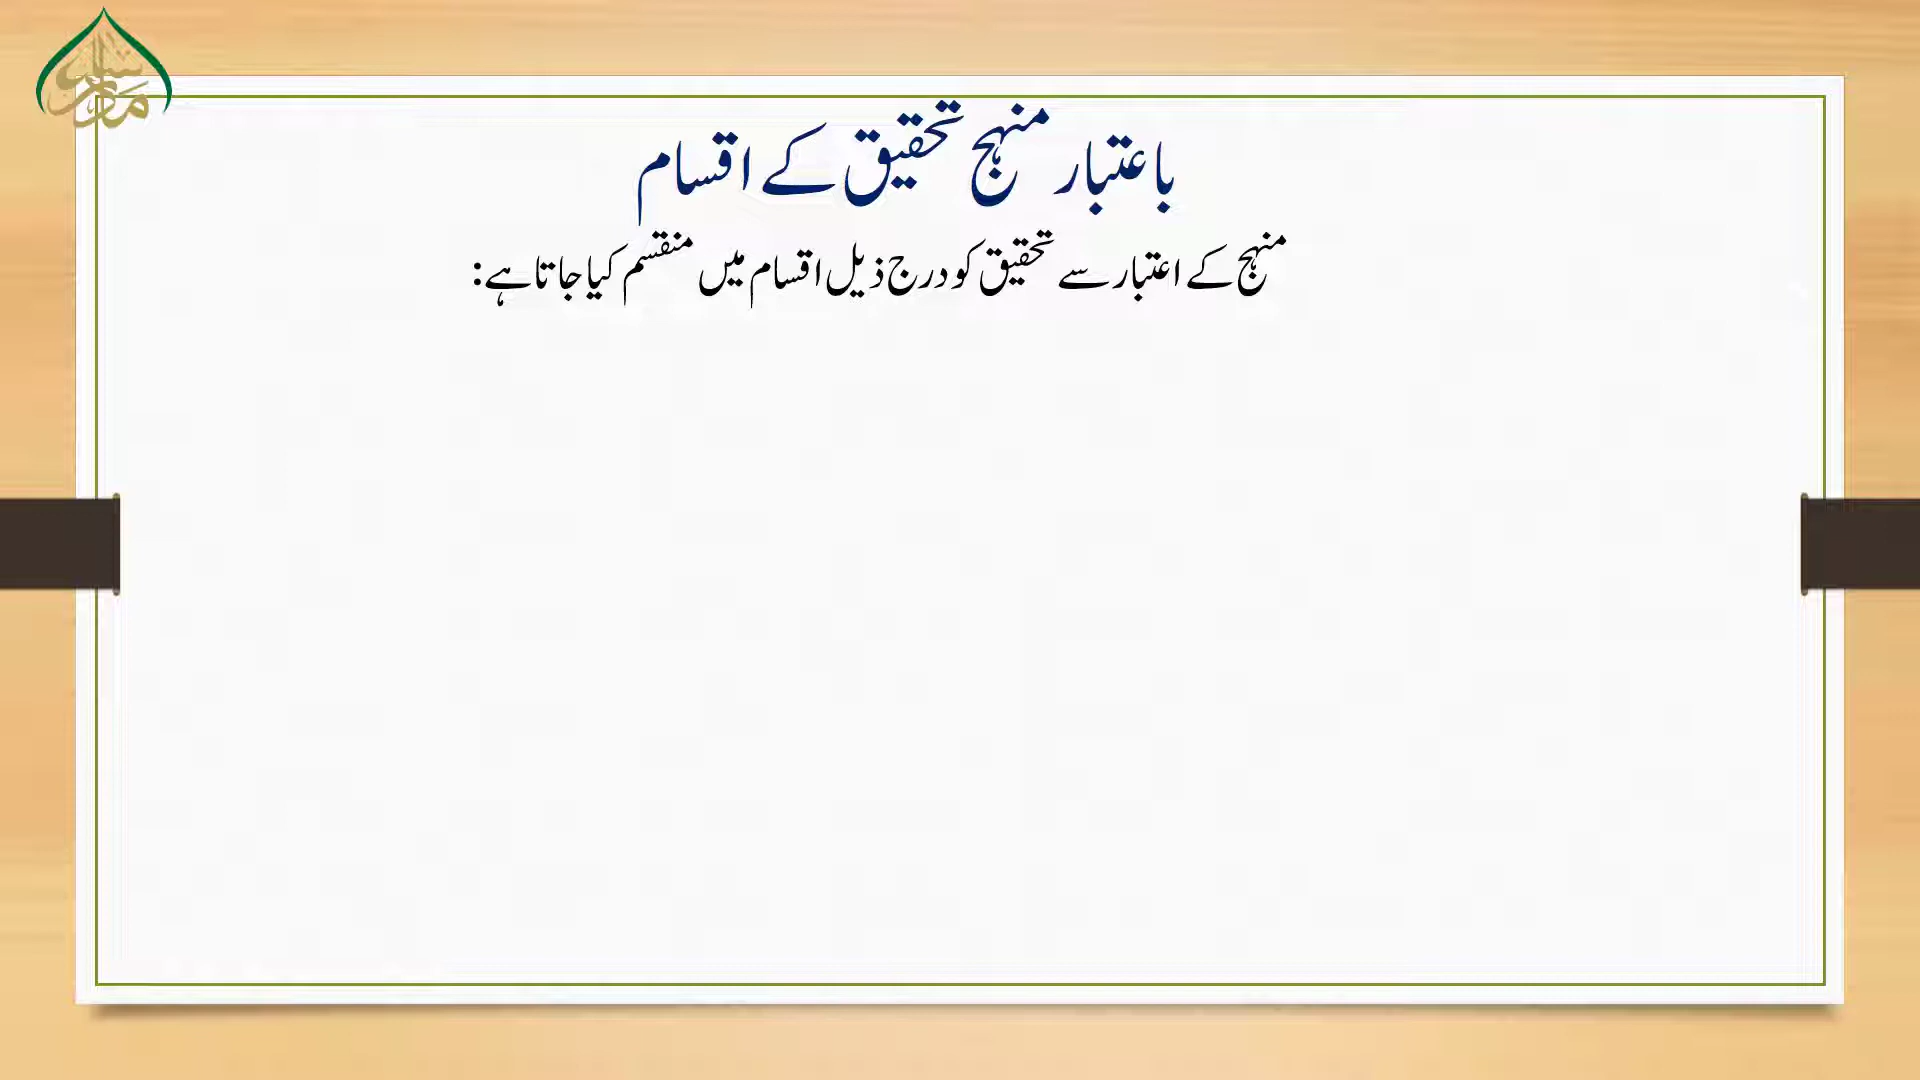 باعتبار منہج تحقیق کے اقسام
منہج کے اعتبار سے تحقیق کو درج ذیل اقسام میں منقسم کیا جاتا ہے: